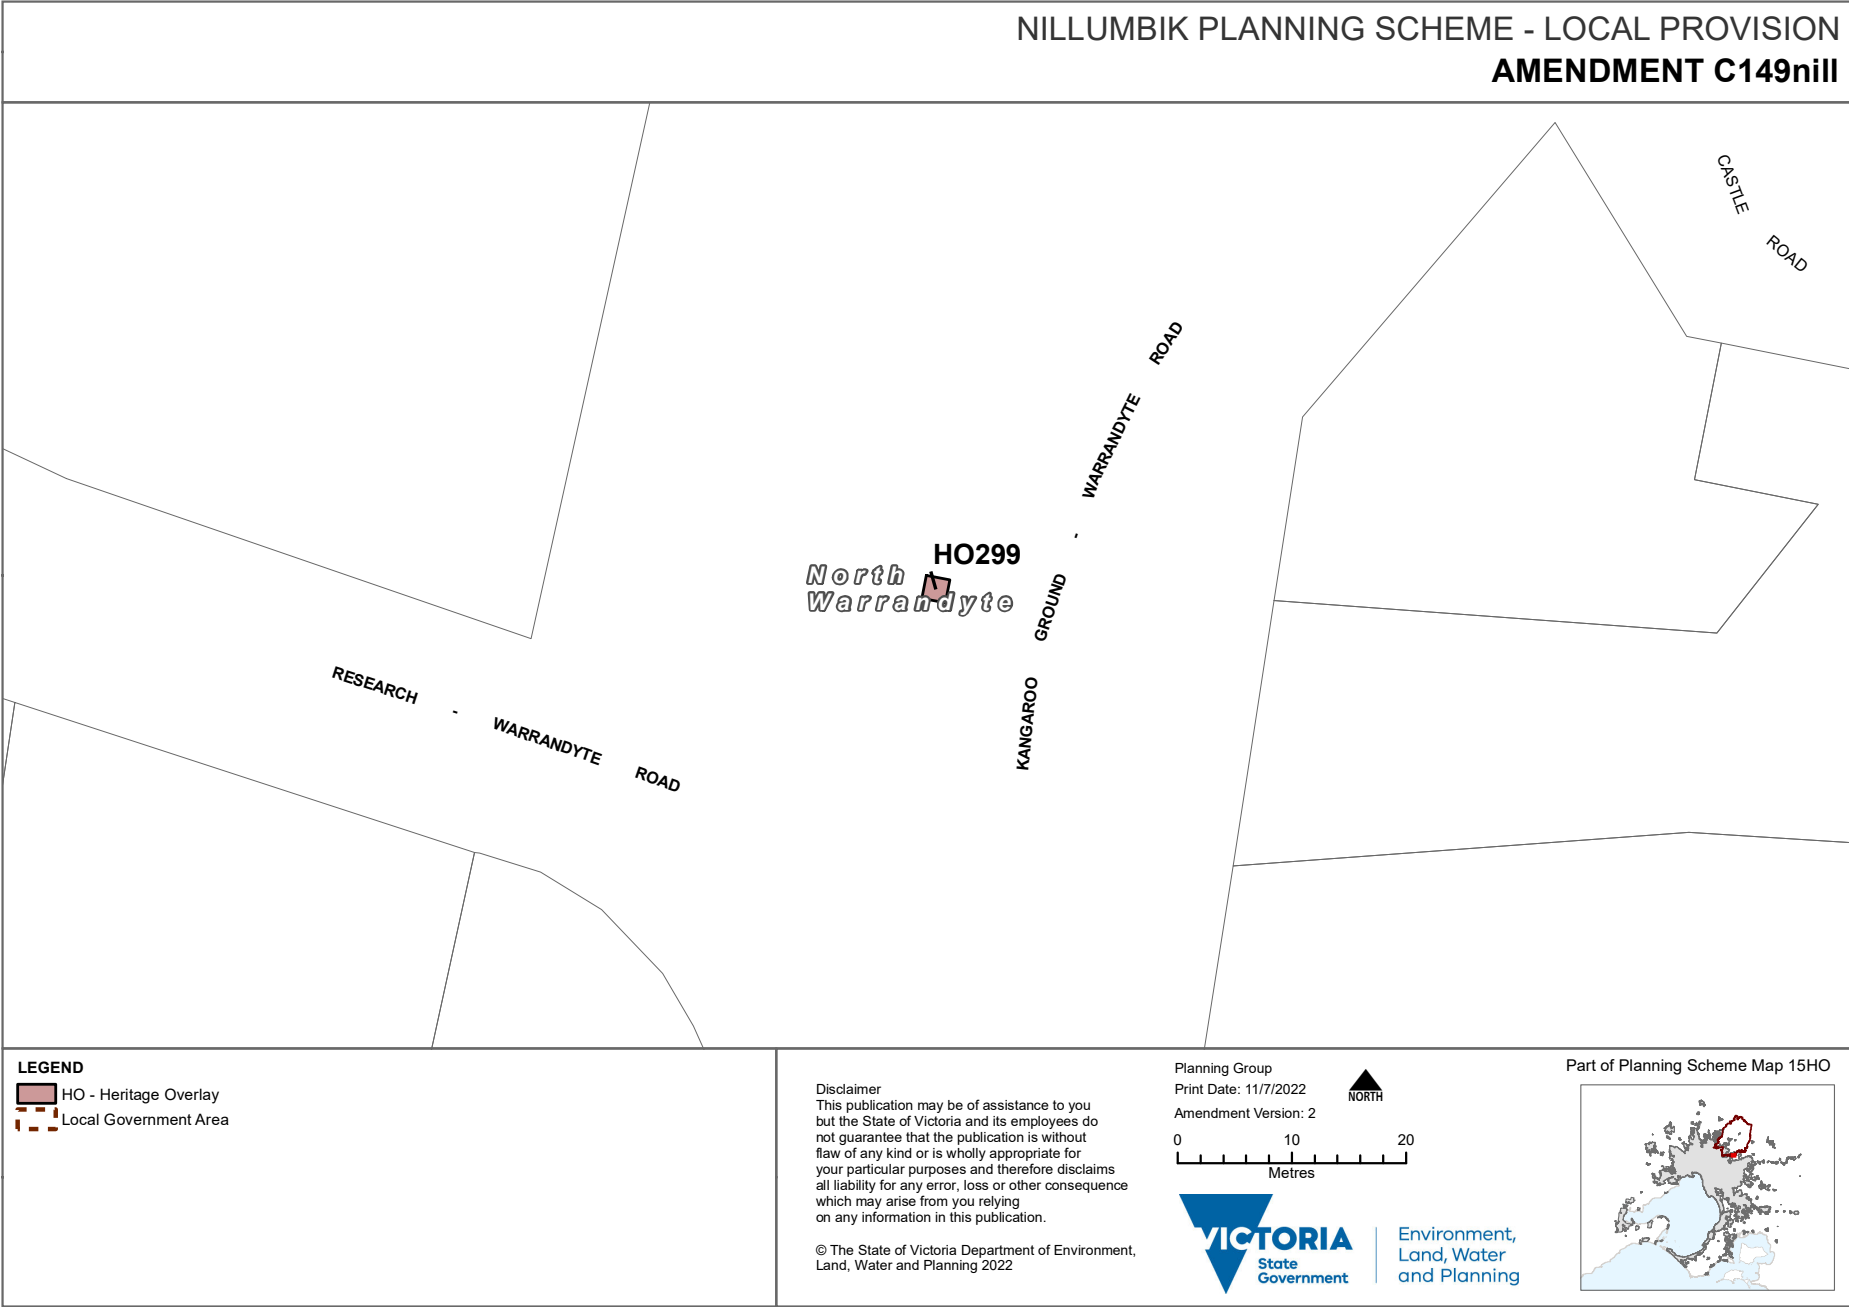 NILLUMBIK PLANNING SCHEME - LOCAL PROVISION
AMENDMENT C149nill
CASTLE ROAD
KANGAROO GROUND - WARRANDYTE ROAD
HO299
North
Warrandyte
RESEARCH - WARRANDYTE ROAD
LEGEND
HO - Heritage Overlay
Local Government Area
Disclaimer
This publication may be of assistance to you
but the State of Victoria and its employees do
not guarantee that the publication is without
flaw of any kind or is wholly appropriate for
your particular purposes and therefore disclaims
all liability for any error, loss or other consequence
which may arise from you relying
on any information in this publication.
© The State of Victoria Department of Environment,
Land, Water and Planning 2022
Planning Group
Print Date: 11/7/2022
Amendment Version: 2
NORTH
0 10 20
Metres
VICTORIA
State
Government
Environment,
Land, Water
and Planning
Part of Planning Scheme Map 15HO